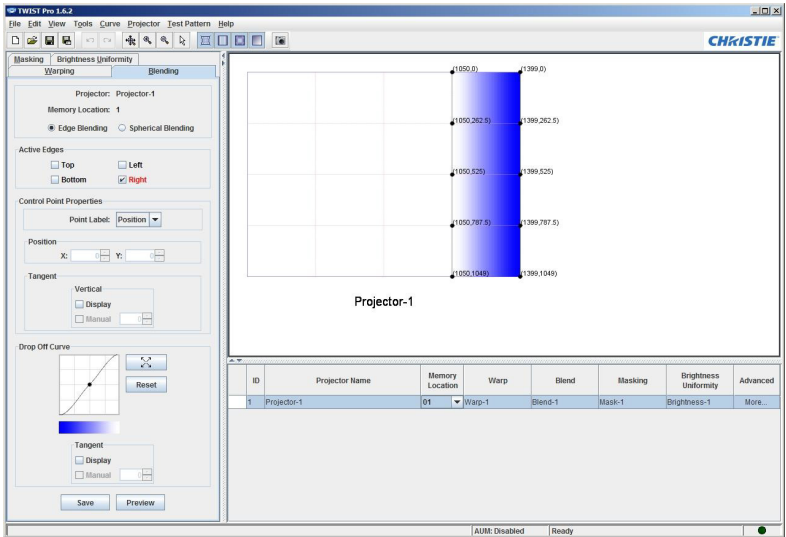 TWIST Pro 1.6.2
File Edit View Tools Curve Projector Test Pattern Help
CHRISTIE
Masking Brightness Uniformity
Warping Blending
Projector: Projector-1
Memory Location: 1
Edge Blending Spherical Blending
Active Edges
Top Left
Bottom Right
Control Point Properties
Point Label: Position
Position
X: 0 Y: 0
Tangent
Vertical
Display
Manual 0
Drop Off Curve
Reset
Tangent
Display
Manual 0
Save Preview
(1050,0) (1399,0)
(1050,262.5) (1399,262.5)
(1050,525) (1399,525)
(1050,787.5) (1399,787.5)
(1050,1049) (1399,1049)
Projector-1
ID Projector Name Memory Location Warp Blend Masking Brightness Uniformity Advanced
1 Projector-1 01 Warp-1 Blend-1 Mask-1 Brightness-1 More...
AUM: Disabled Ready